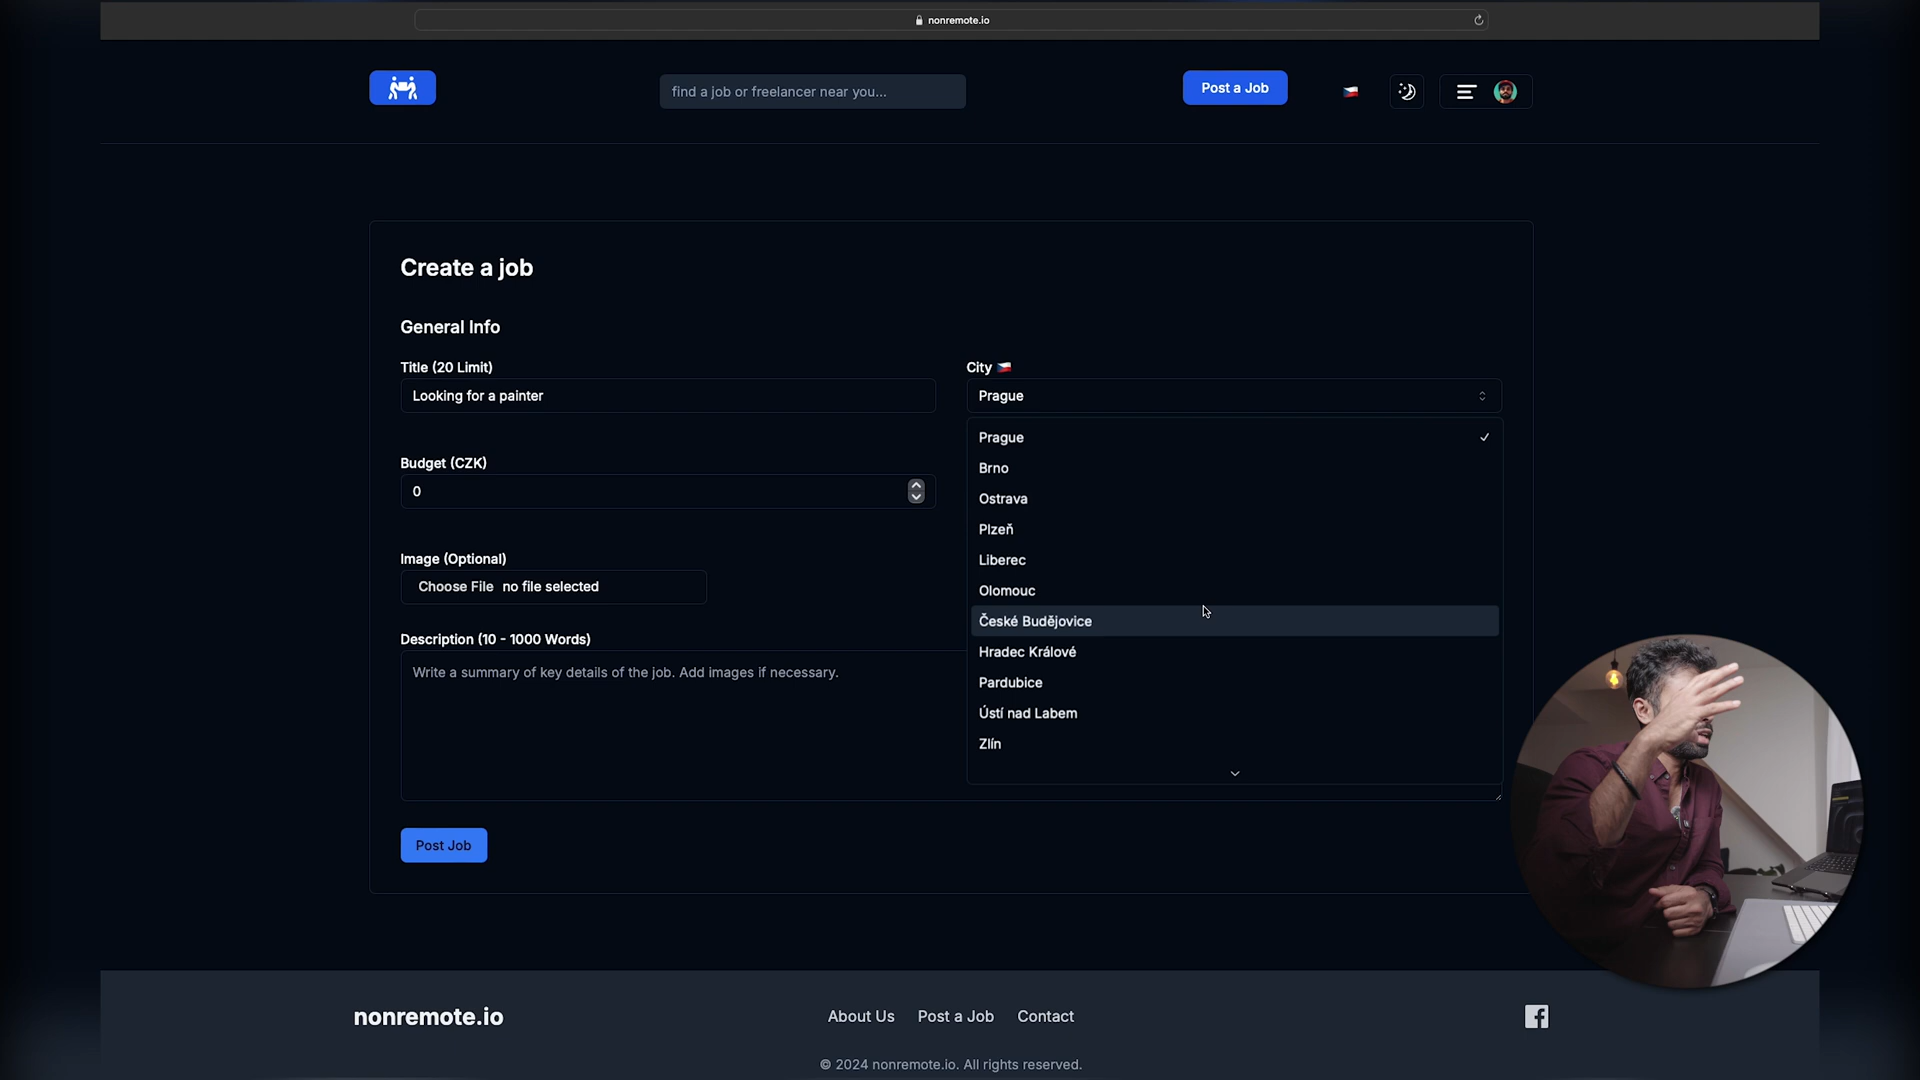 nonremote.io
find a job or freelancer near you...
Post a Job
Create a job
General Info
Title (20 Limit)
Looking for a painter
City
Prague
Budget (CZK)
0
Image (Optional)
Choose File no file selected
Description (10 - 1000 Words)
Write a summary of key details of the job. Add images if necessary.
Prague
Brno
Ostrava
Plzeň
Liberec
Olomouc
České Budějovice
Hradec Králové
Pardubice
Ústí nad Labem
Zlín
Post Job
nonremote.io
About Us
Post a Job
Contact
© 2024 nonremote.io. All rights reserved.